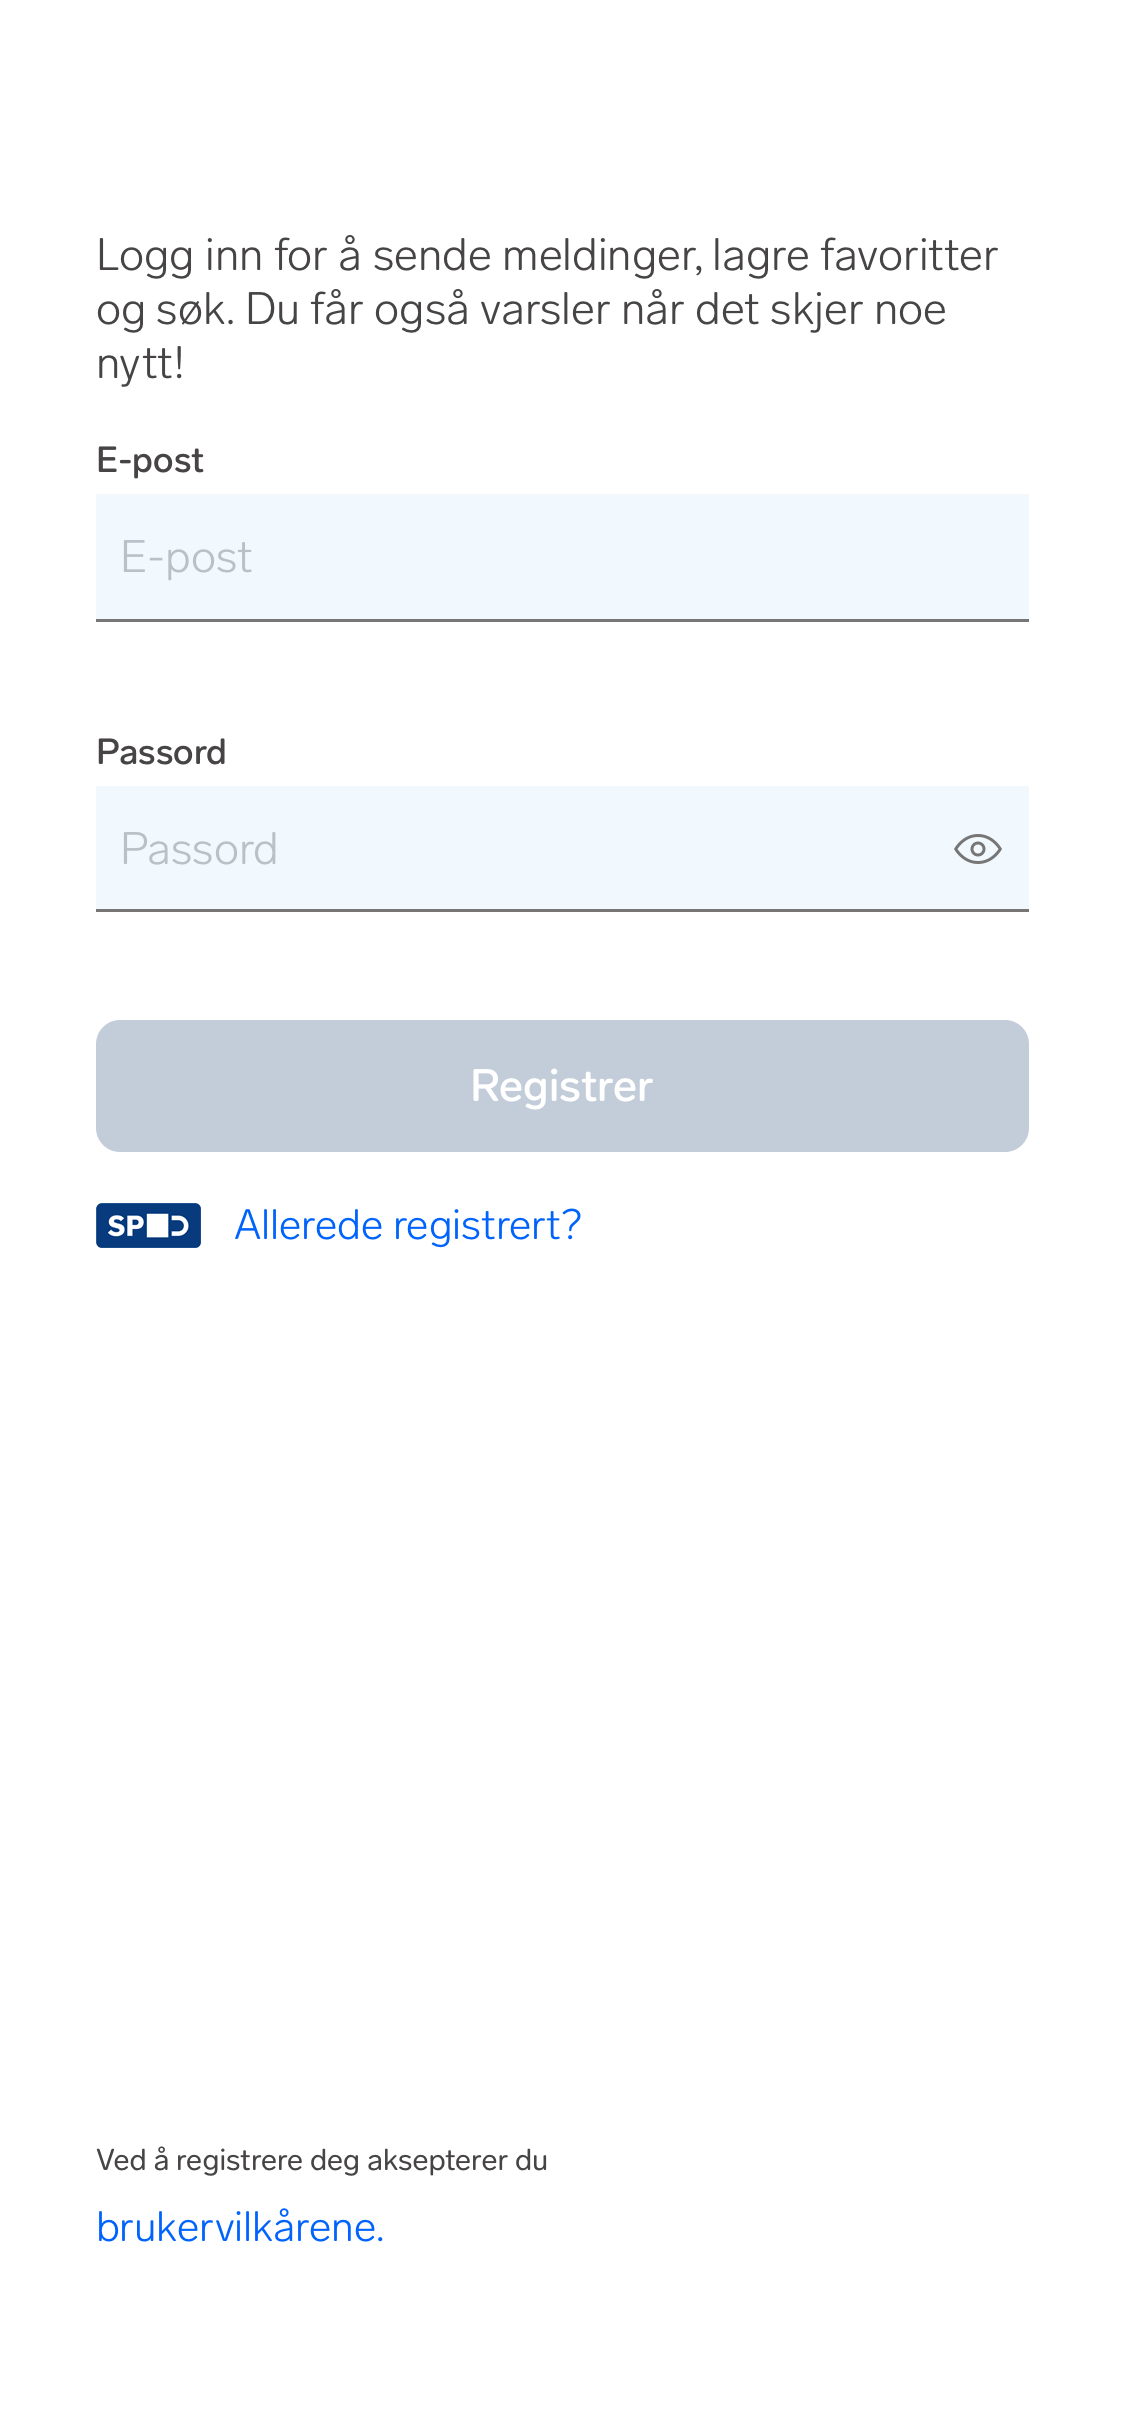 Logg inn for å sende meldinger, lagre favoritter
og søk. Du får også varsler når det skjer noe
nytt!
E-post
E-post
Passord
Passord
Registrer
SP D Allerede registrert?
Ved å registrere deg aksepterer du
brukervilkårene.